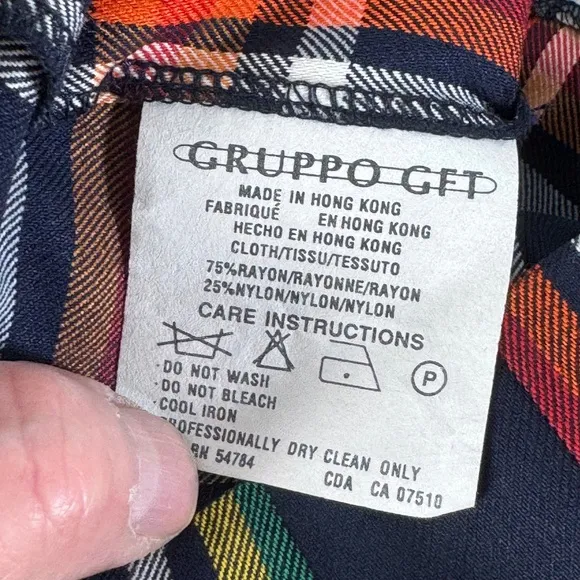 GRUPPO GFT
MADE IN HONG KONG
FABRIQUÉ EN HONG KONG
HECHO EN HONG KONG
CLOTH/TISSU/TESSUTO
75%RAYON/RAYONNE/RAYON
25%NYLON/NYLON/NYLON
CARE INSTRUCTIONS
P
·DO NOT WASH
·DO NOT BLEACH
·COOL IRON
PROFESSIONALLY DRY CLEAN ONLY
RN 54784 CDA CA 07510